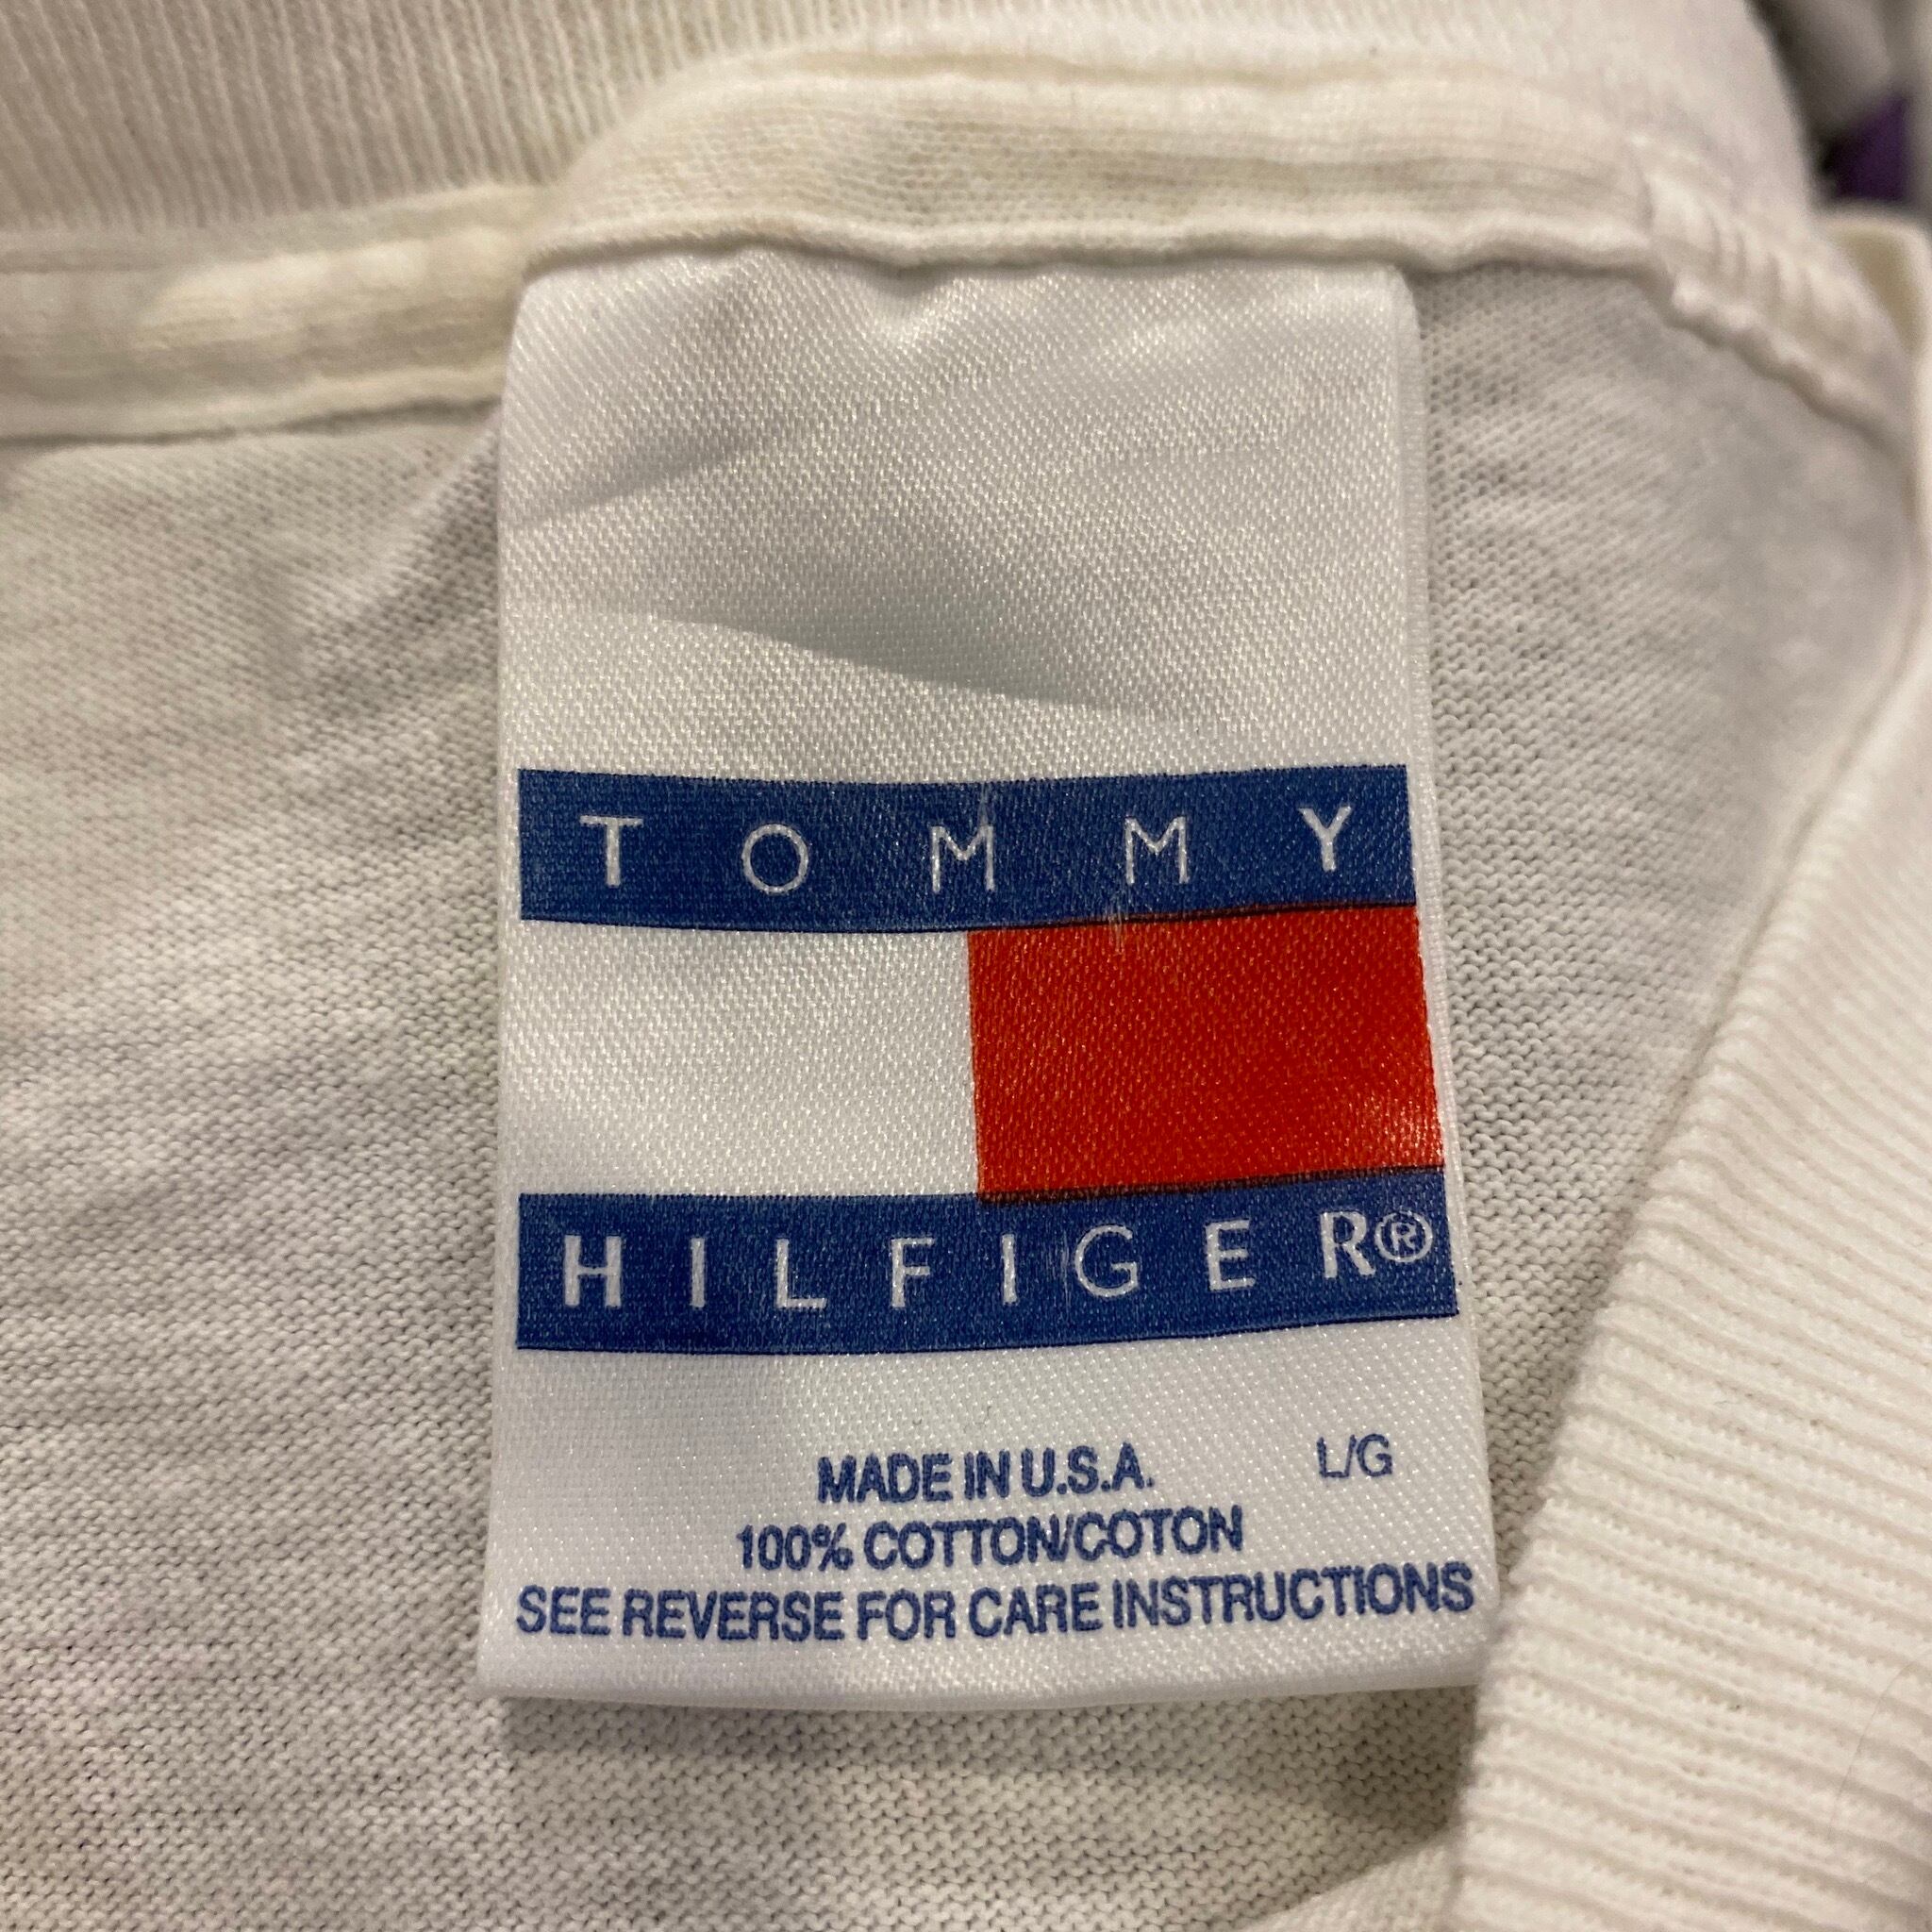 TOMMY
HILFIGER®
MADE IN U.S.A. L/G
100% COTTON/COTON
SEE REVERSE FOR CARE INSTRUCTIONS